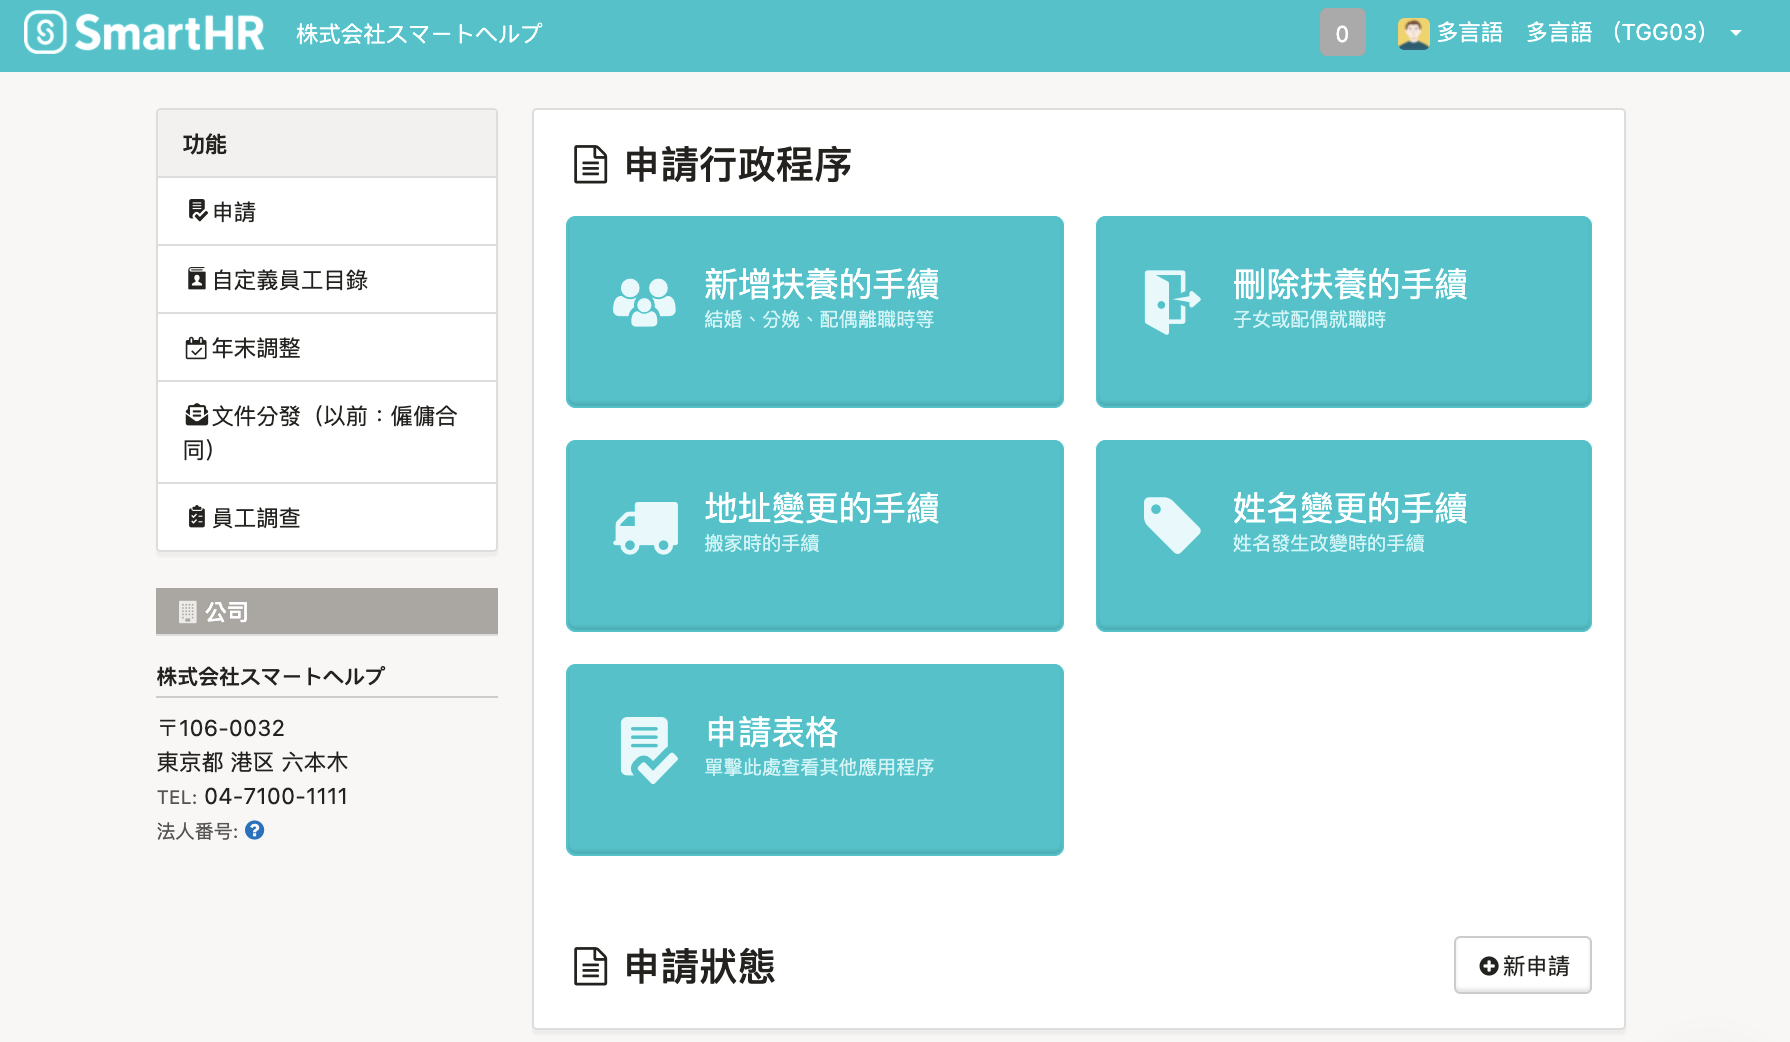 SmartHR
株式会社スマートヘルプ
0
多言語 多言語 （TGG03）
功能
申請
自定義員工目錄
年末調整
文件分發（以前：僱傭合
同）
員工調查
公司
株式会社スマートヘルプ
〒106-0032
東京都 港区 六本木
TEL: 04-7100-1111
法人番号:
申請行政程序
新增扶養的手續
結婚、分娩、配偶離職時等
刪除扶養的手續
子女或配偶就職時
地址變更的手續
搬家時的手續
姓名變更的手續
姓名發生改變時的手續
申請表格
單擊此處查看其他應用程序
申請狀態
新申請